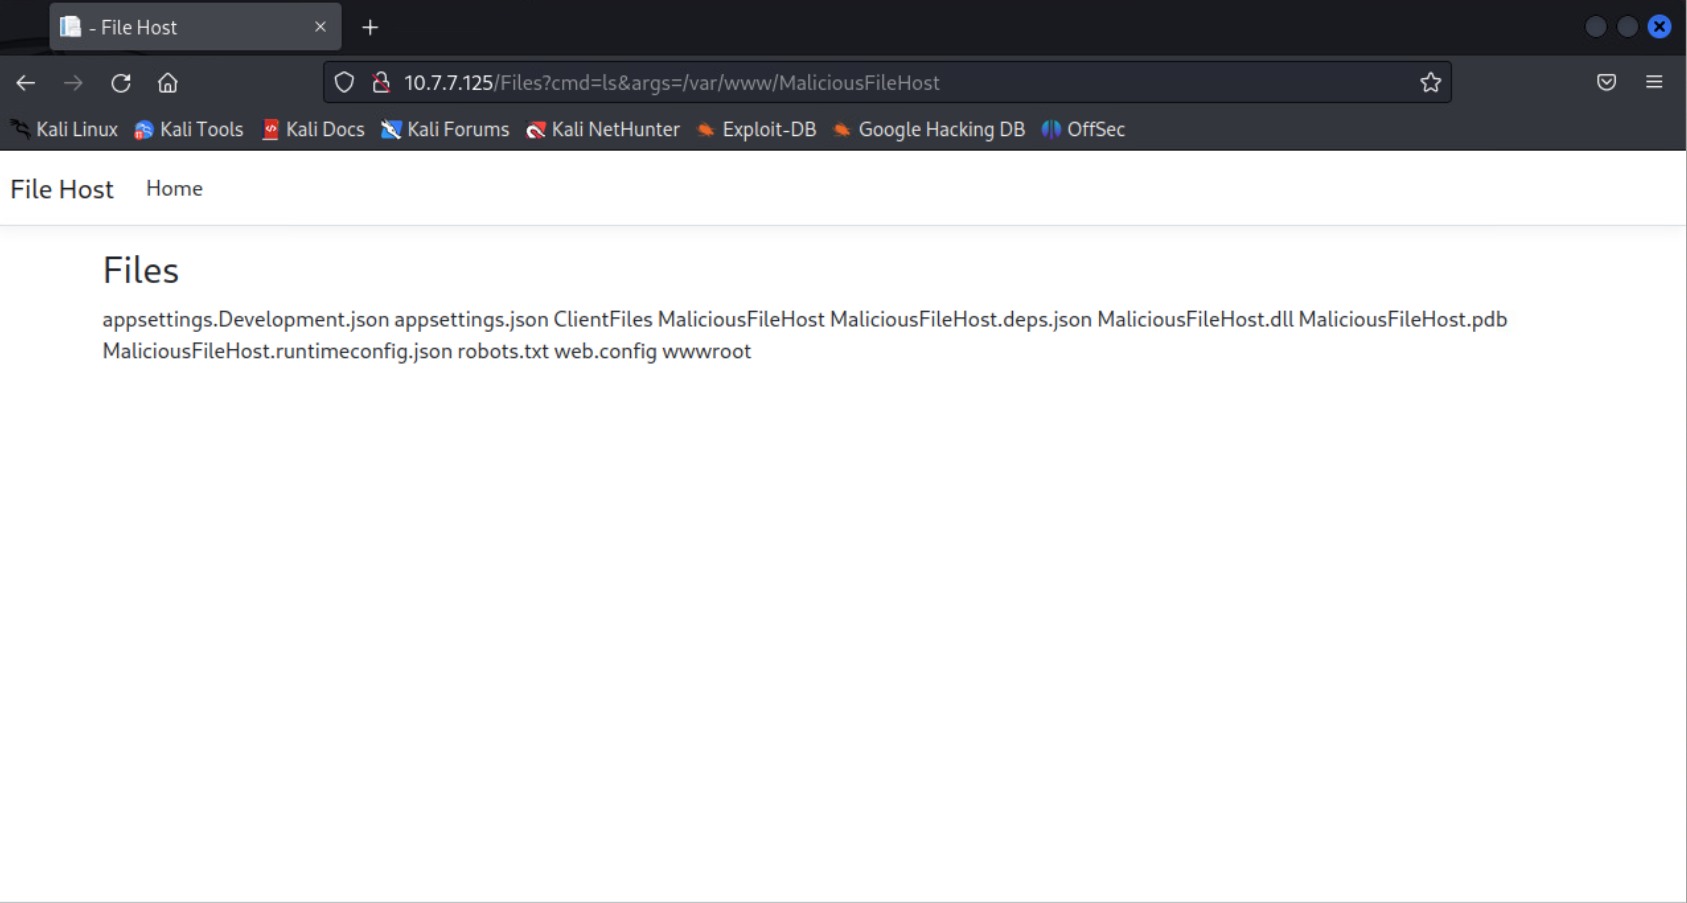 - File Host
10.7.7.125/Files?cmd=ls&args=/var/www/MaliciousFileHost
Kali Linux Kali Tools Kali Docs Kali Forums Kali NetHunter Exploit-DB Google Hacking DB OffSec
File Host Home
Files
appsettings.Development.json appsettings.json ClientFiles MaliciousFileHost MaliciousFileHost.deps.json MaliciousFileHost.dll MaliciousFileHost.pdb
MaliciousFileHost.runtimeconfig.json robots.txt web.config wwwroot